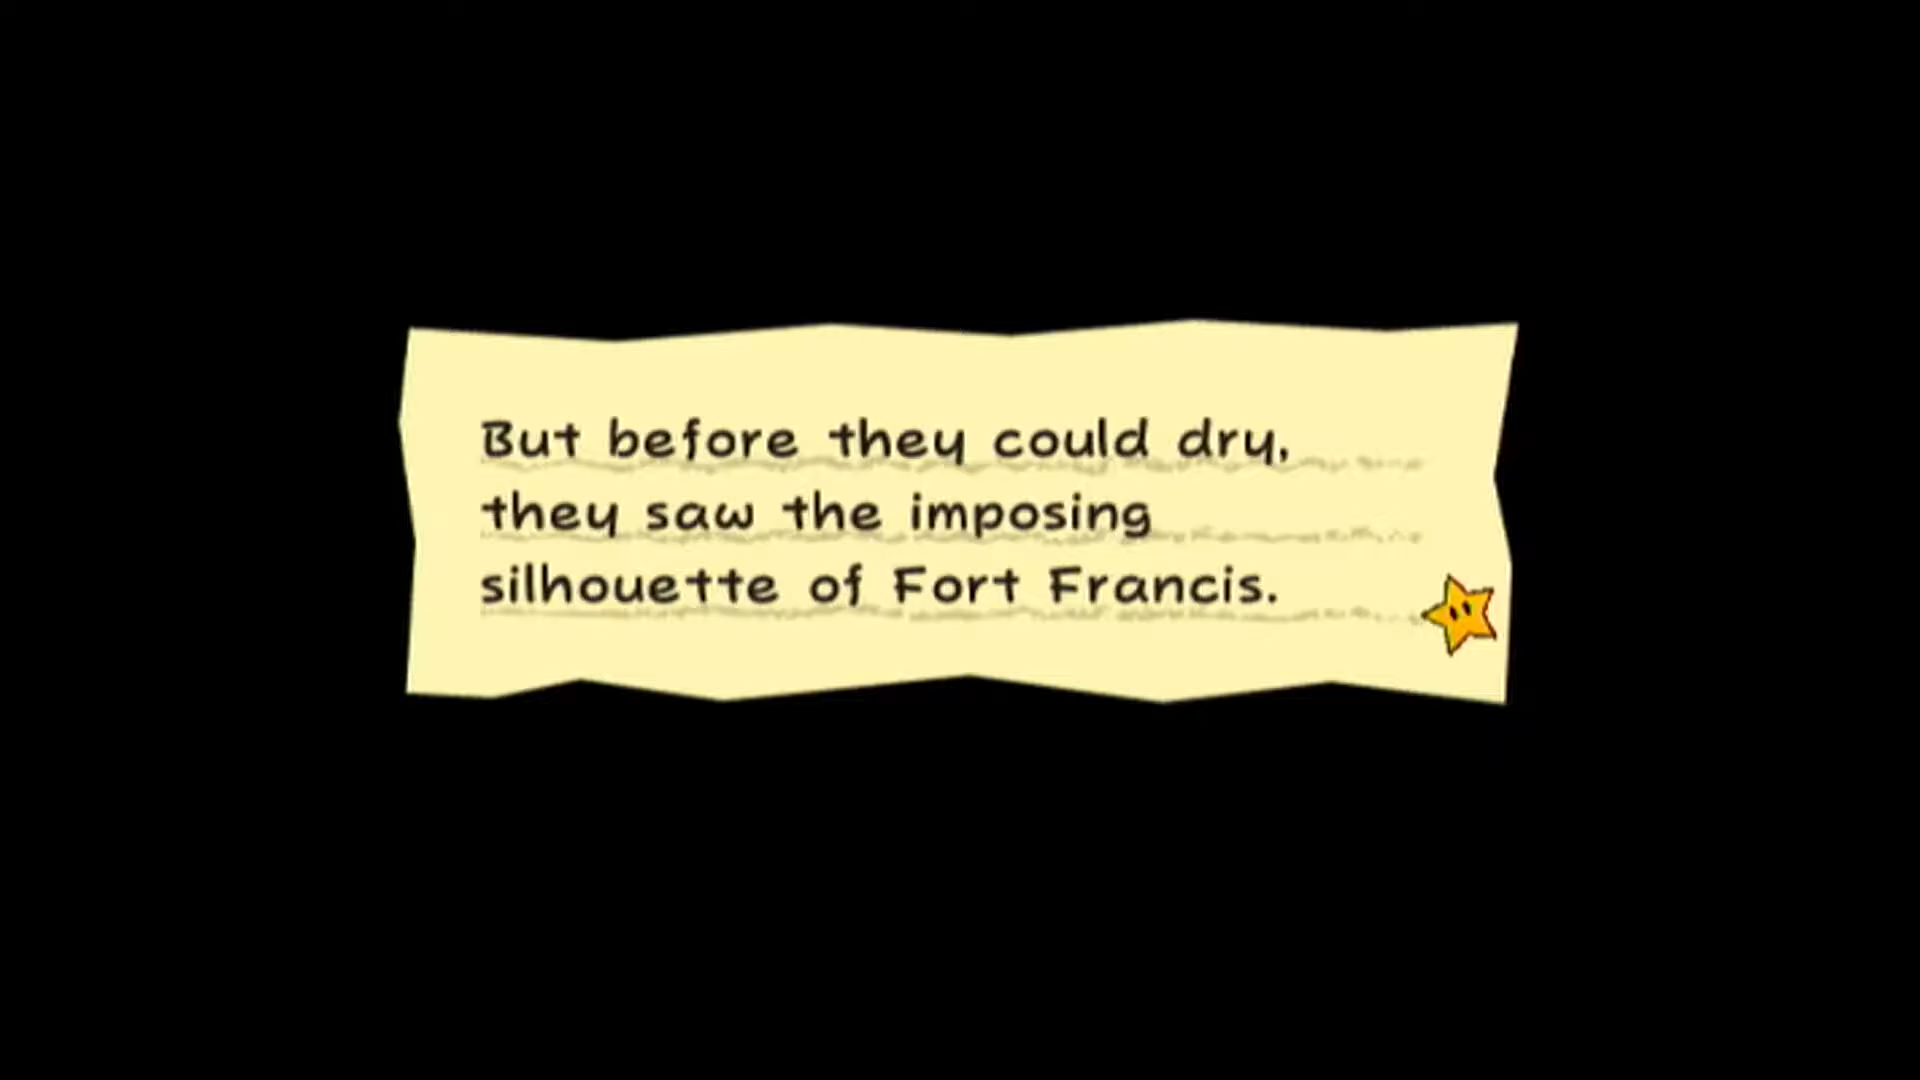 But before they could dry,
they saw the imposing
silhouette of Fort Francis.